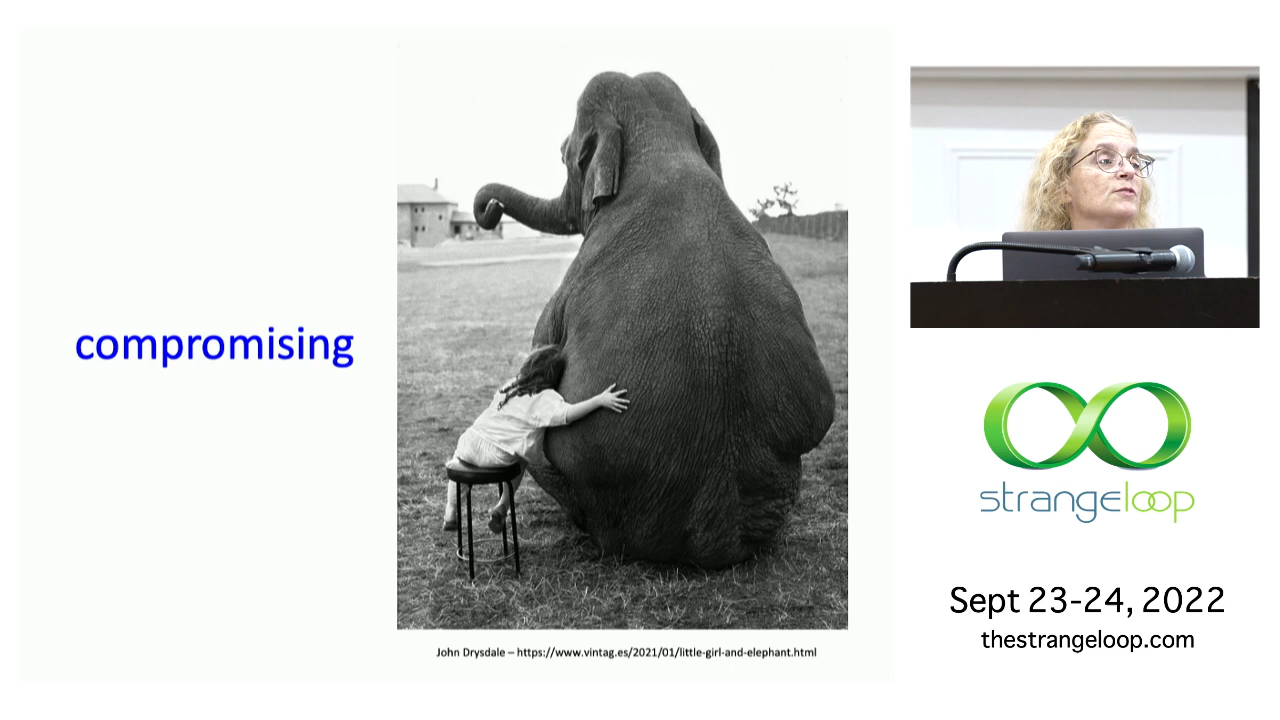 compromising
John Drysdale – https://www.vintag.es/2021/01/little-girl-and-elephant.html
strangeloop
Sept 23-24, 2022
thestrangeloop.com